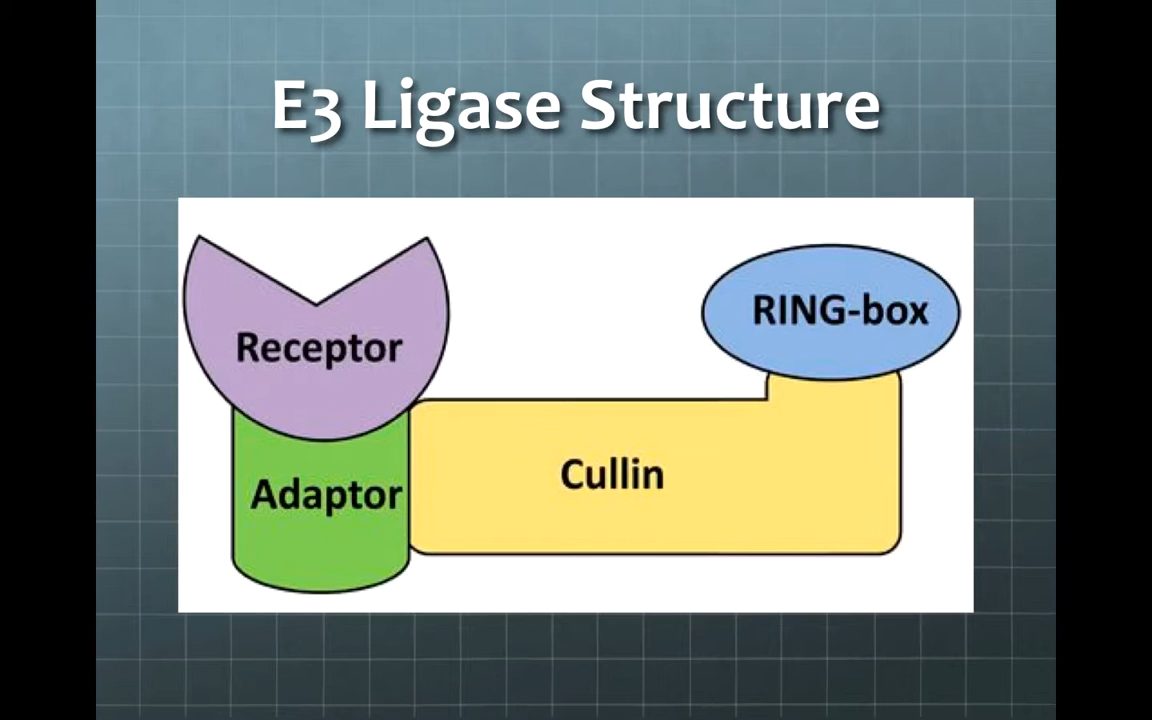 E3 Ligase Structure
RING-box
Receptor
Cullin
Adaptor